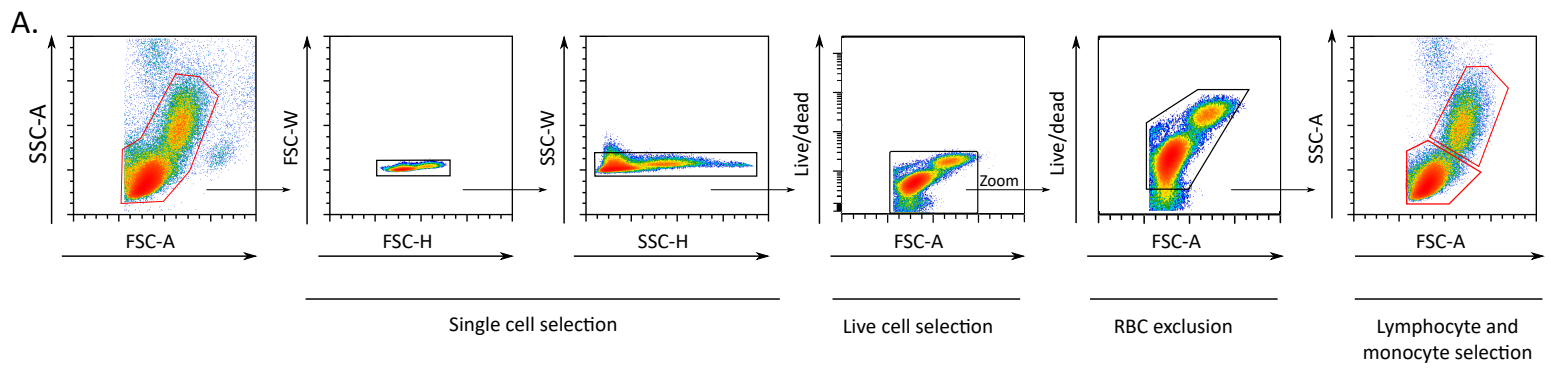 A.
SSC-A
FSC-A
FSC-W
FSC-H
SSC-W
SSC-H
Live/dead
FSC-A
Zoom
Live/dead
FSC-A
SSC-A
FSC-A
Single cell selection
Live cell selection
RBC exclusion
Lymphocyte and
monocyte selection